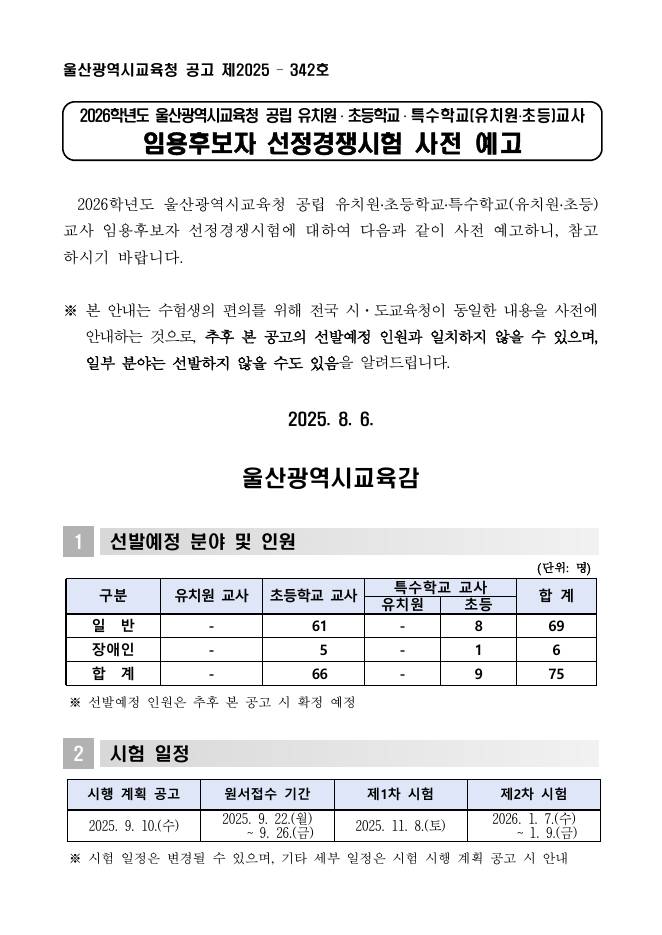 울산광역시교육청 공고 제2025 - 342호
2026학년도 울산광역시교육청 공립 유치원·초등학교·특수학교(유치원·초등)교사
임용후보자 선정경쟁시험 사전 예고
2026학년도 울산광역시교육청 공립 유치원·초등학교·특수학교(유치원·초등)
교사 임용후보자 선정경쟁시험에 대하여 다음과 같이 사전 예고하니, 참고
하시기 바랍니다.
※ 본 안내는 수험생의 편의를 위해 전국 시·도교육청이 동일한 내용을 사전에
안내하는 것으로, 추후 본 공고의 선발예정 인원과 일치하지 않을 수 있으며,
일부 분야는 선발하지 않을 수도 있음을 알려드립니다.
2025. 8. 6.
울산광역시교육감
1 선발예정 분야 및 인원
(단위: 명)
구분 유치원 교사 초등학교 교사 특수학교 교사 합 계
유치원 초등
일 반 - 61 - 8 69
장애인 - 5 - 1 6
합 계 - 66 - 9 75
※ 선발예정 인원은 추후 본 공고 시 확정 예정
2 시험 일정
시행 계획 공고 원서접수 기간 제1차 시험 제2차 시험
2025. 9. 10.(수) 2025. 9. 22.(월) 2025. 11. 8.(토) 2026. 1. 7.(수)
~ 9. 26.(금) ~ 1. 9.(금)
※ 시험 일정은 변경될 수 있으며, 기타 세부 일정은 시험 시행 계획 공고 시 안내